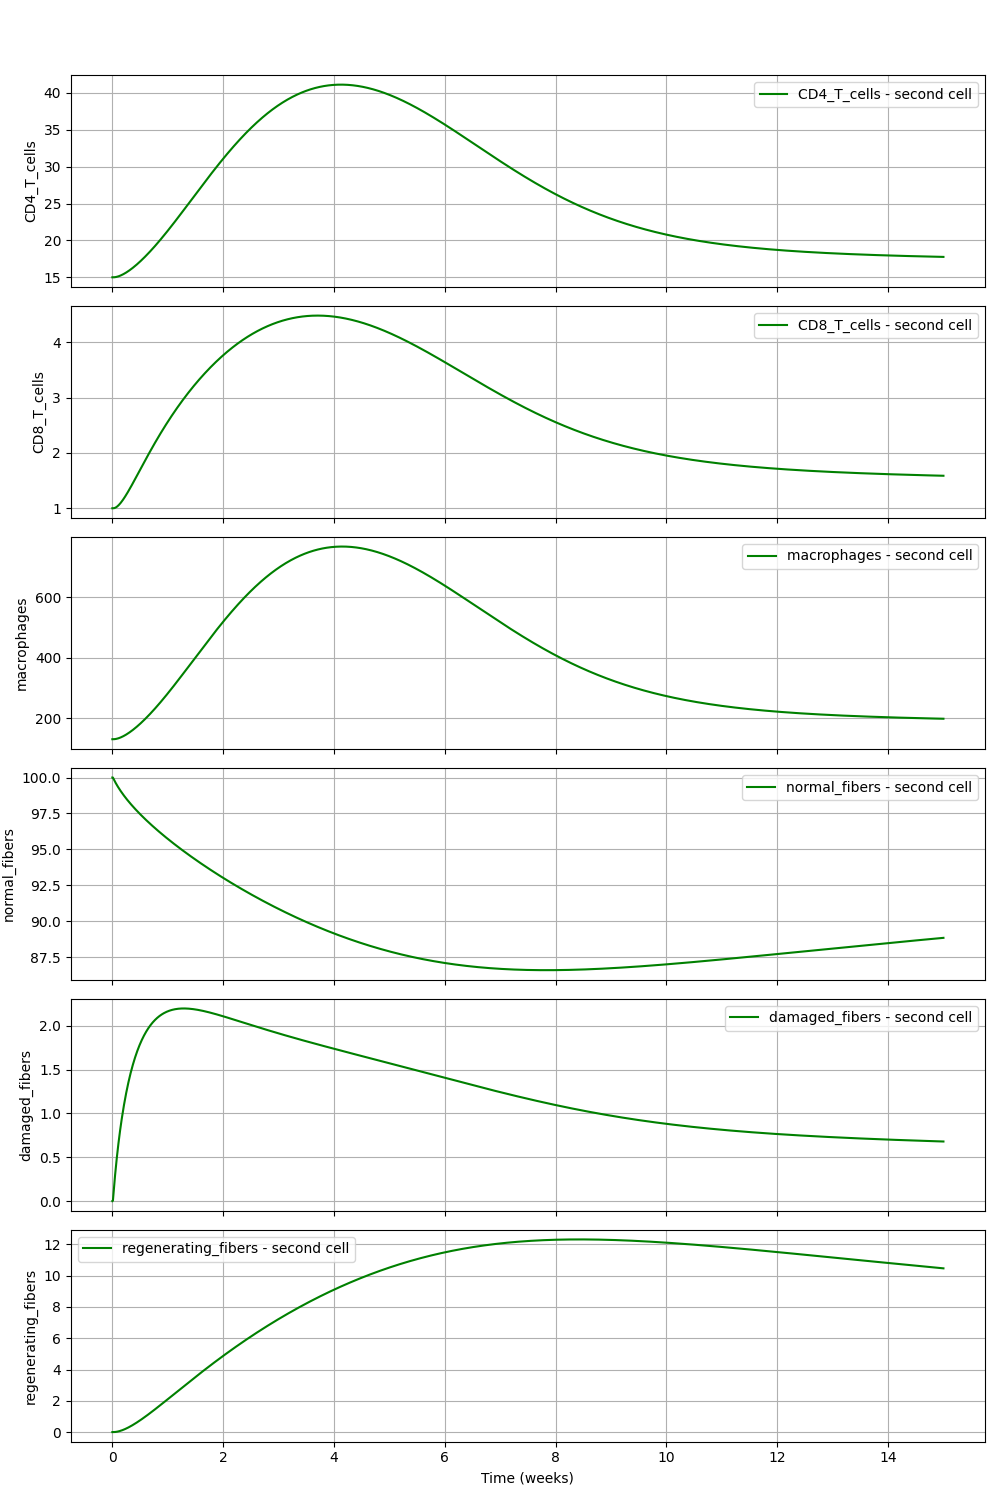 CD4_T_cells
40
35
30
25
20
15
CD4_T_cells - second cell
CD8_T_cells
4
3
2
1
CD8_T_cells - second cell
macrophages
600
400
200
macrophages - second cell
normal_fibers
100.0
97.5
95.0
92.5
90.0
87.5
normal_fibers - second cell
damaged_fibers
2.0
1.5
1.0
0.5
0.0
damaged_fibers - second cell
regenerating_fibers
12
10
8
6
4
2
0
regenerating_fibers - second cell
0 2 4 6 8 10 12 14
Time (weeks)